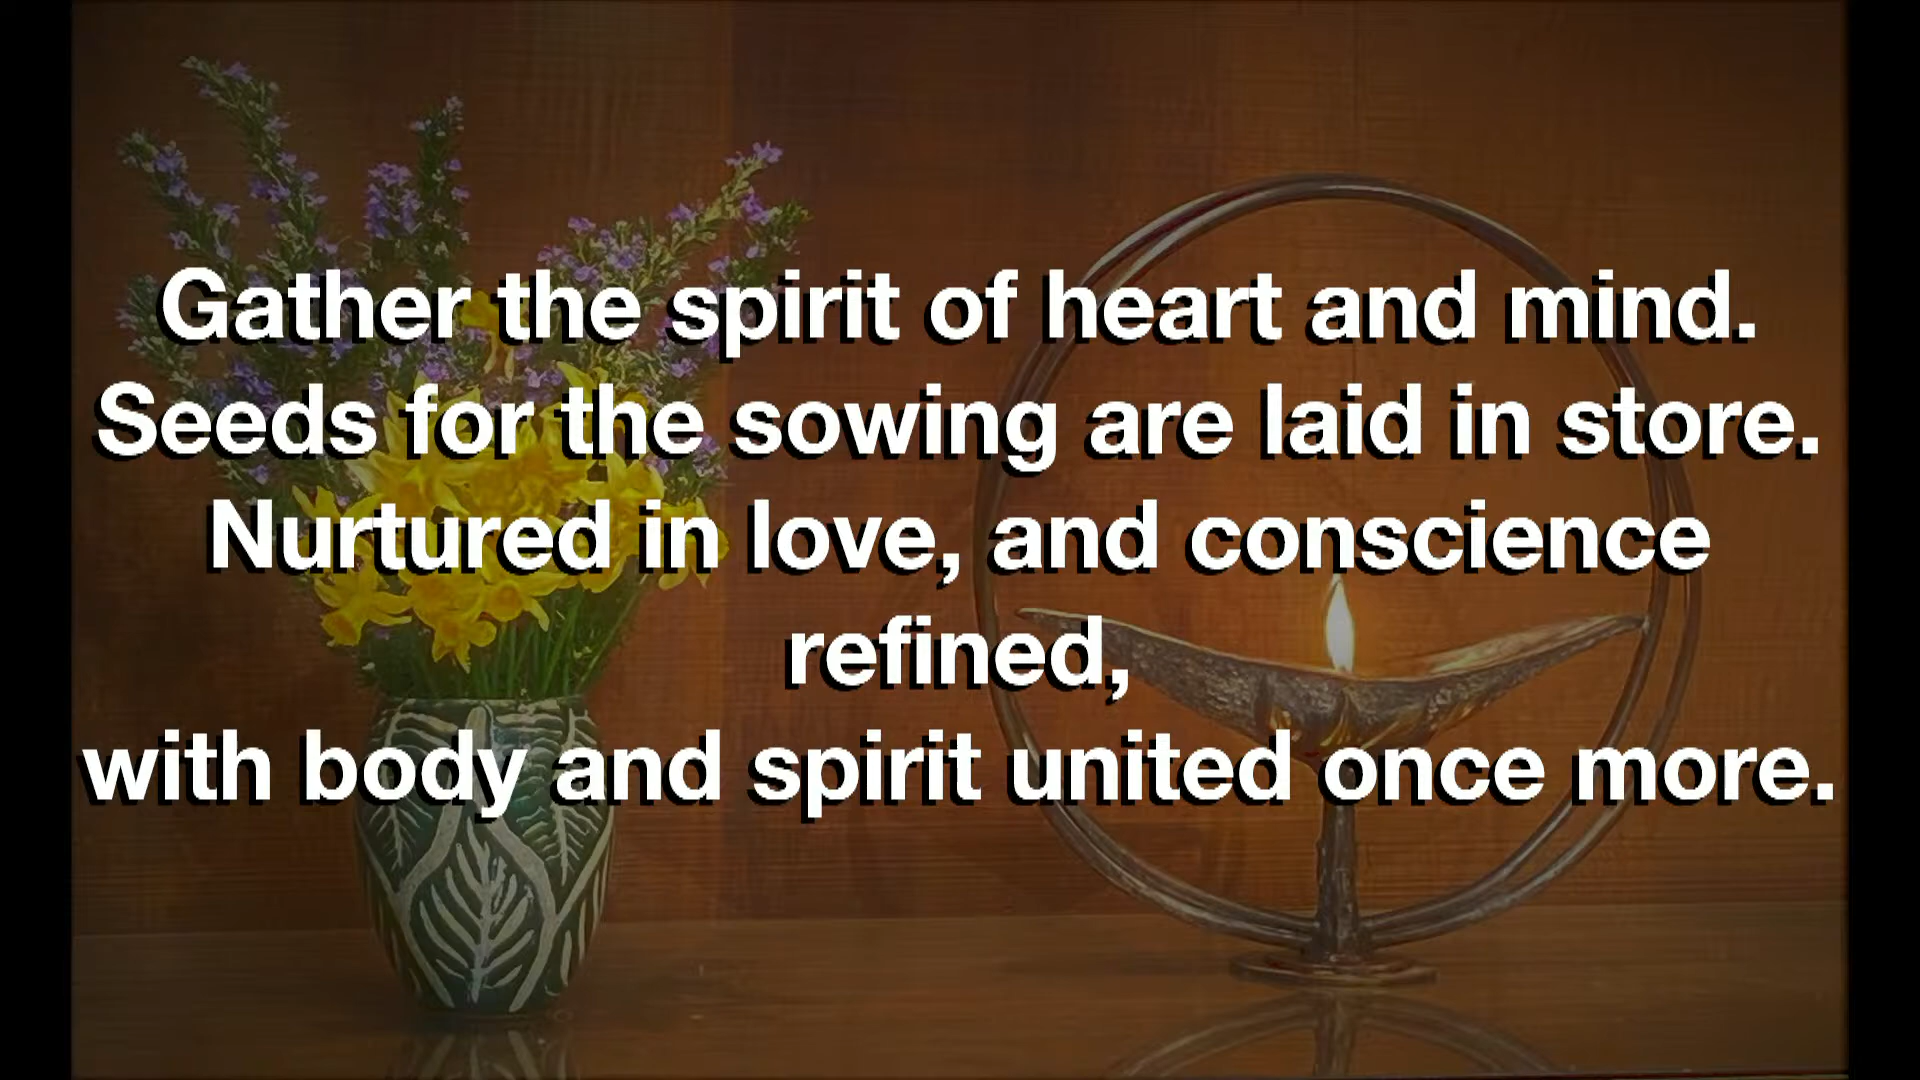 Gather the spirit of heart and mind.
Seeds for the sowing are laid in store.
Nurtured in love, and conscience
refined,
with body and spirit united once more.